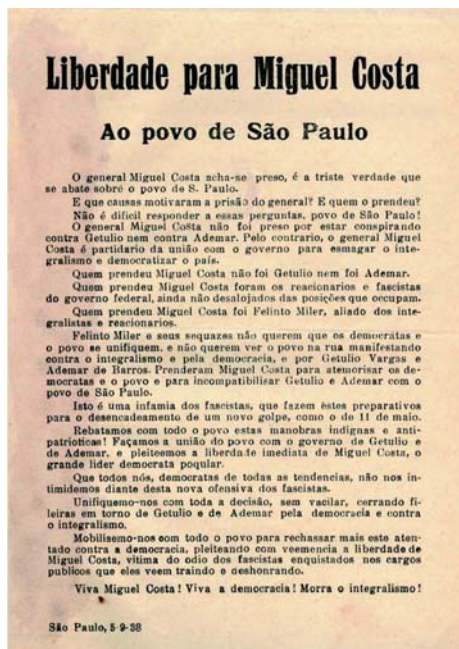 Liberdade para Miguel Costa
Ao povo de São Paulo
O general Miguel Costa acha-se preso, é a triste verdade que
se abate sobre o povo de S. Paulo.
E que causas motivaram a prisão do general? E quem o prendeu?
Não é dificil responder a essas perguntas, povo de São Paulo!
O general Miguel Costa não foi preso por estar conspirando
contra Getulio nem contra Ademar. Pelo contrario, o general Miguel
Costa é partidario da união com o governo para esmagar o inte-
gralismo e democratizar o país.
Quem prendeu Miguel Costa não foi Getulio nem foi Ademar.
Quem prendeu Miguel Costa foram os reacionarios e fascistas
do governo federal, ainda não desalojados das posições que occupam.
Quem prendeu Miguel Costa foi Felinto Miler, aliado dos inte-
gralistas e reacionarios.
Felinto Miler e seus sequazes não querem que os democratas e
o povo se unifiquem, e não querem ver o povo na rua manifestando
contra o integralismo e pela democracia, e por Getulio Vargas e
Ademar de Barros. Prenderam Miguel Costa para atemorisar os de-
mocratas e o povo e para incompatibilisar Getulio e Ademar com o
povo de São Paulo.
Isto é uma infamia dos fascistas, que fazem êstes preparativos
para o desencadeamento de um novo golpe, como o de 11 de maio.
Rebatamos com todo o povo estas manobras indignas e anti-
patrioticas! Façamos a união do povo com o governo de Getulio e
de Ademar, e pleiteemos a liberdade imediata de Miguel Costa, o
grande lider democrata poqular.
Que todos nós, democratas de todas as tendencias, não nos in-
timidemos diante desta nova ofensiva dos fascistas.
Unifiquemo-nos com toda a decisão, sem vacilar, cerrando fi-
leiras em torno de Getulio e de Ademar pela democracia e contra
o integralismo.
Mobilisemo-nos com todo o povo para rechassar mais este aten-
tado contra a democracia, pleiteando com veemencia a liberdade de
Miguel Costa, vitima do odio dos fascistas enquistados nos cargos
publicos que eles veem traindo e deshonrando.
Viva Miguel Costa! Viva a democracia! Morra o integralismo!
São Paulo, 5-9-38